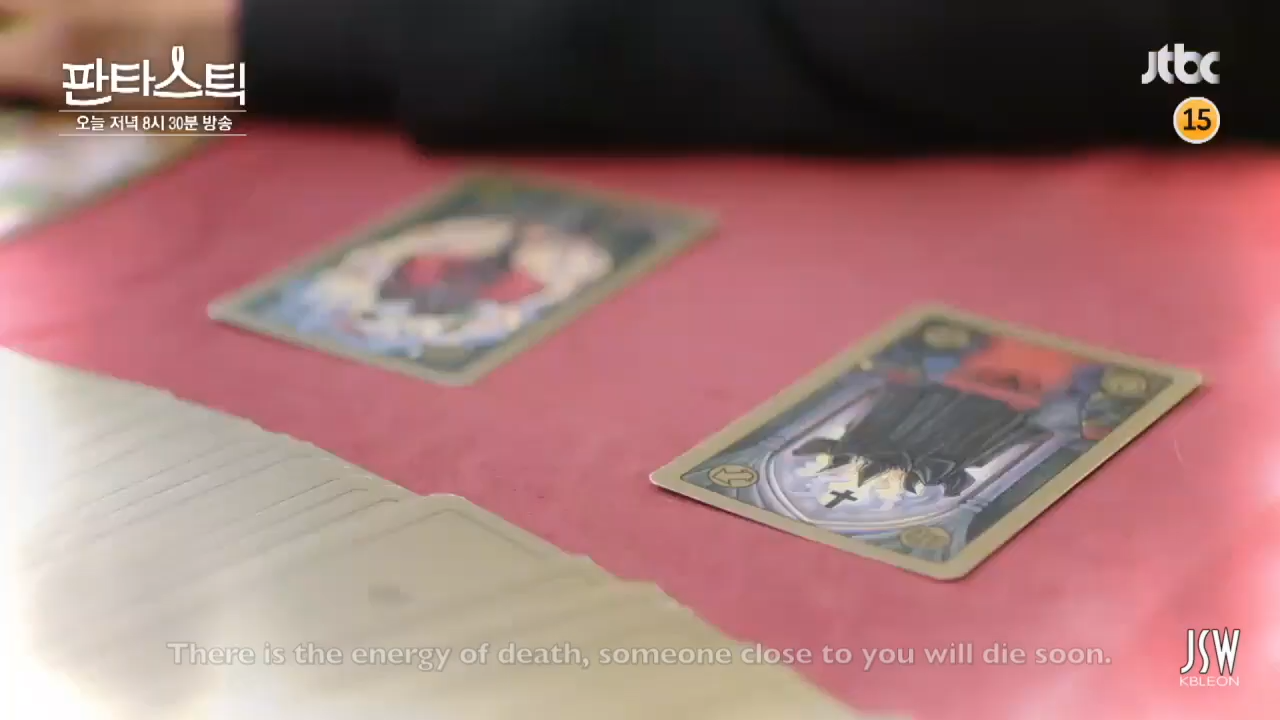 판타스틱
오늘 저녁 8시 30분 방송
jtbc
15
There is the energy of death, someone close to you will die soon.
JSW
KBLEON